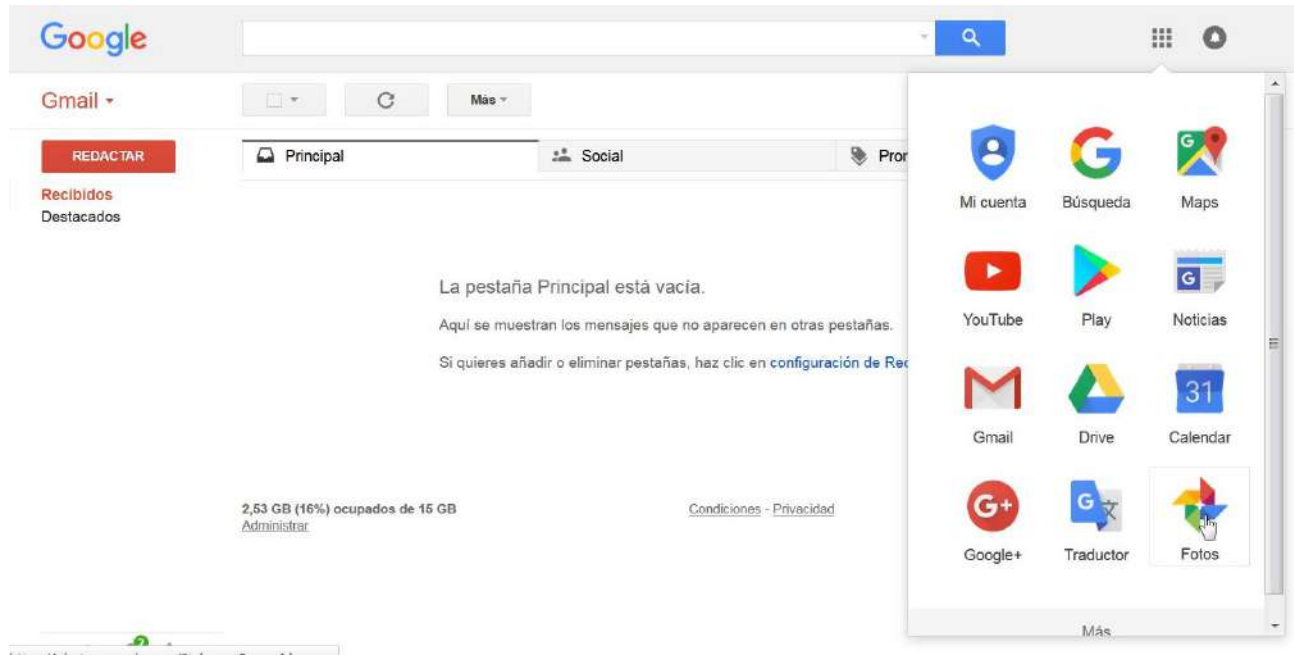 Google
Gmail
Más
REDACTAR
Principal
Social
Recibidos
Destacados
La pestaña Principal está vacía.
Aquí se muestran los mensajes que no aparecen en otras pestañas.
Si quieres añadir o eliminar pestañas, haz clic en configuración de Rec
2,53 GB (16%) ocupados de 15 GB
Administrar
Condiciones - Privacidad
Mi cuenta Búsqueda Maps
YouTube Play Noticias
31
Gmail Drive Calendar
G+
Google+ Traductor Fotos
Más